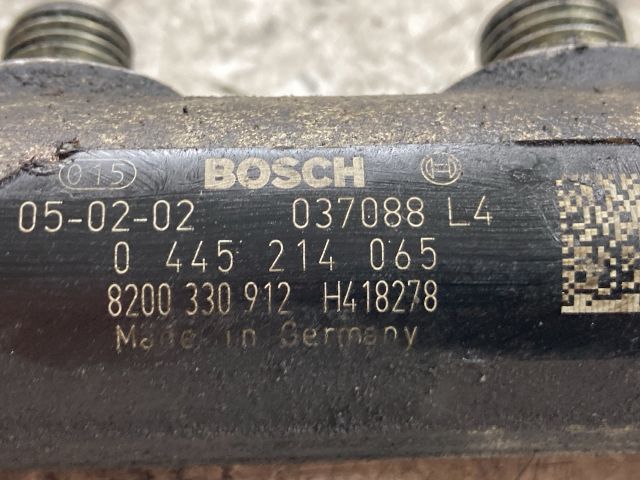 015 BOSCH
05-02-02 037088 L4
0 445 214 065
8200 330 912 H418278
Made in Germany